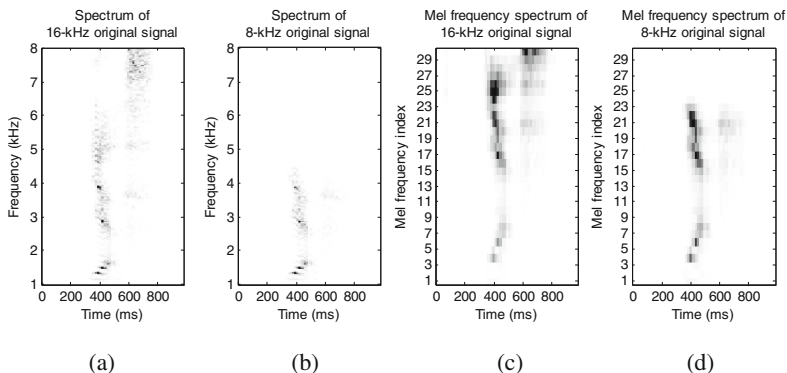 Spectrum of
16-kHz original signal
8
7
6
5
4
3
2
1
Frequency (kHz)
0 200 400 600 800
Time (ms)
(a)
Spectrum of
8-kHz original signal
8
7
6
5
4
3
2
1
Frequency (kHz)
0 200 400 600 800
Time (ms)
(b)
Mel frequency spectrum of
16-kHz original signal
29
27
25
23
21
19
17
15
13
11
9
7
5
3
1
Mel frequency index
0 200 400 600 800
Time (ms)
(c)
Mel frequency spectrum of
8-kHz original signal
29
27
25
23
21
19
17
15
13
11
9
7
5
3
1
Mel frequency index
0 200 400 600 800
Time (ms)
(d)